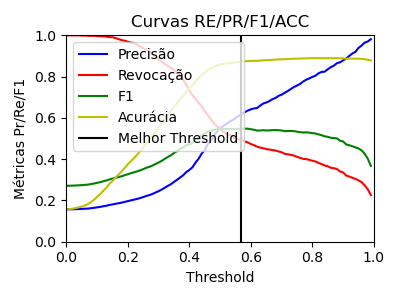 Curvas RE/PR/F1/ACC
Métricas Pr/Re/F1
1.0
0.8
0.6
0.4
0.2
0.0
Precisão
Revocação
F1
Acurácia
Melhor Threshold
0.0 0.2 0.4 0.6 0.8 1.0
Threshold